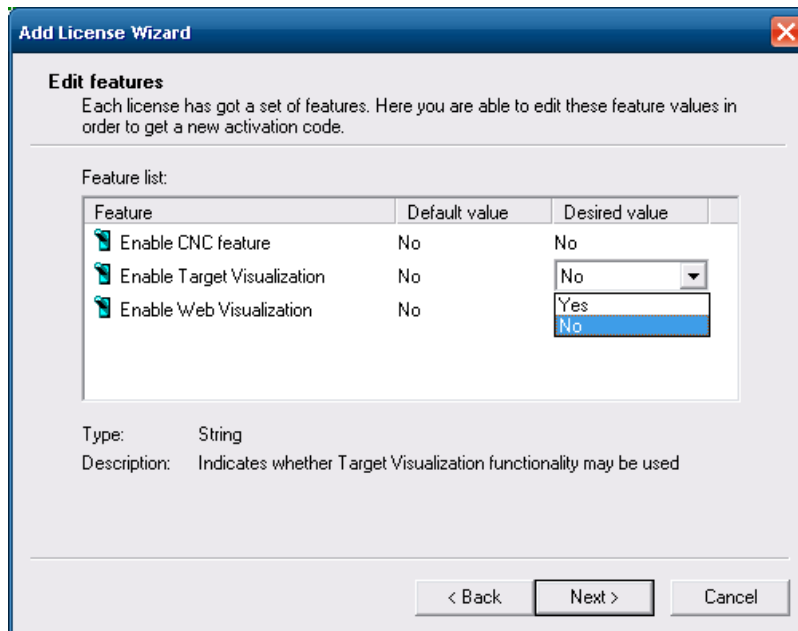 Add License Wizard
Edit features
Each license has got a set of features. Here you are able to edit these feature values in
order to get a new activation code.
Feature list:
Feature Default value Desired value
Enable CNC feature No No
Enable Target Visualization No No
Enable Web Visualization No Yes
No
Type: String
Description: Indicates whether Target Visualization functionality may be used
< Back Next > Cancel